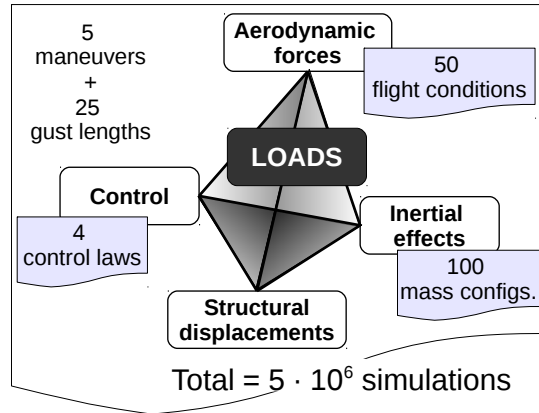 5
maneuvers
+
25
gust lengths
Aerodynamic
forces
50
flight conditions
LOADS
Control
4
control laws
Inertial
effects
100
mass configs.
Structural
displacements
Total = 5 · 10⁶ simulations